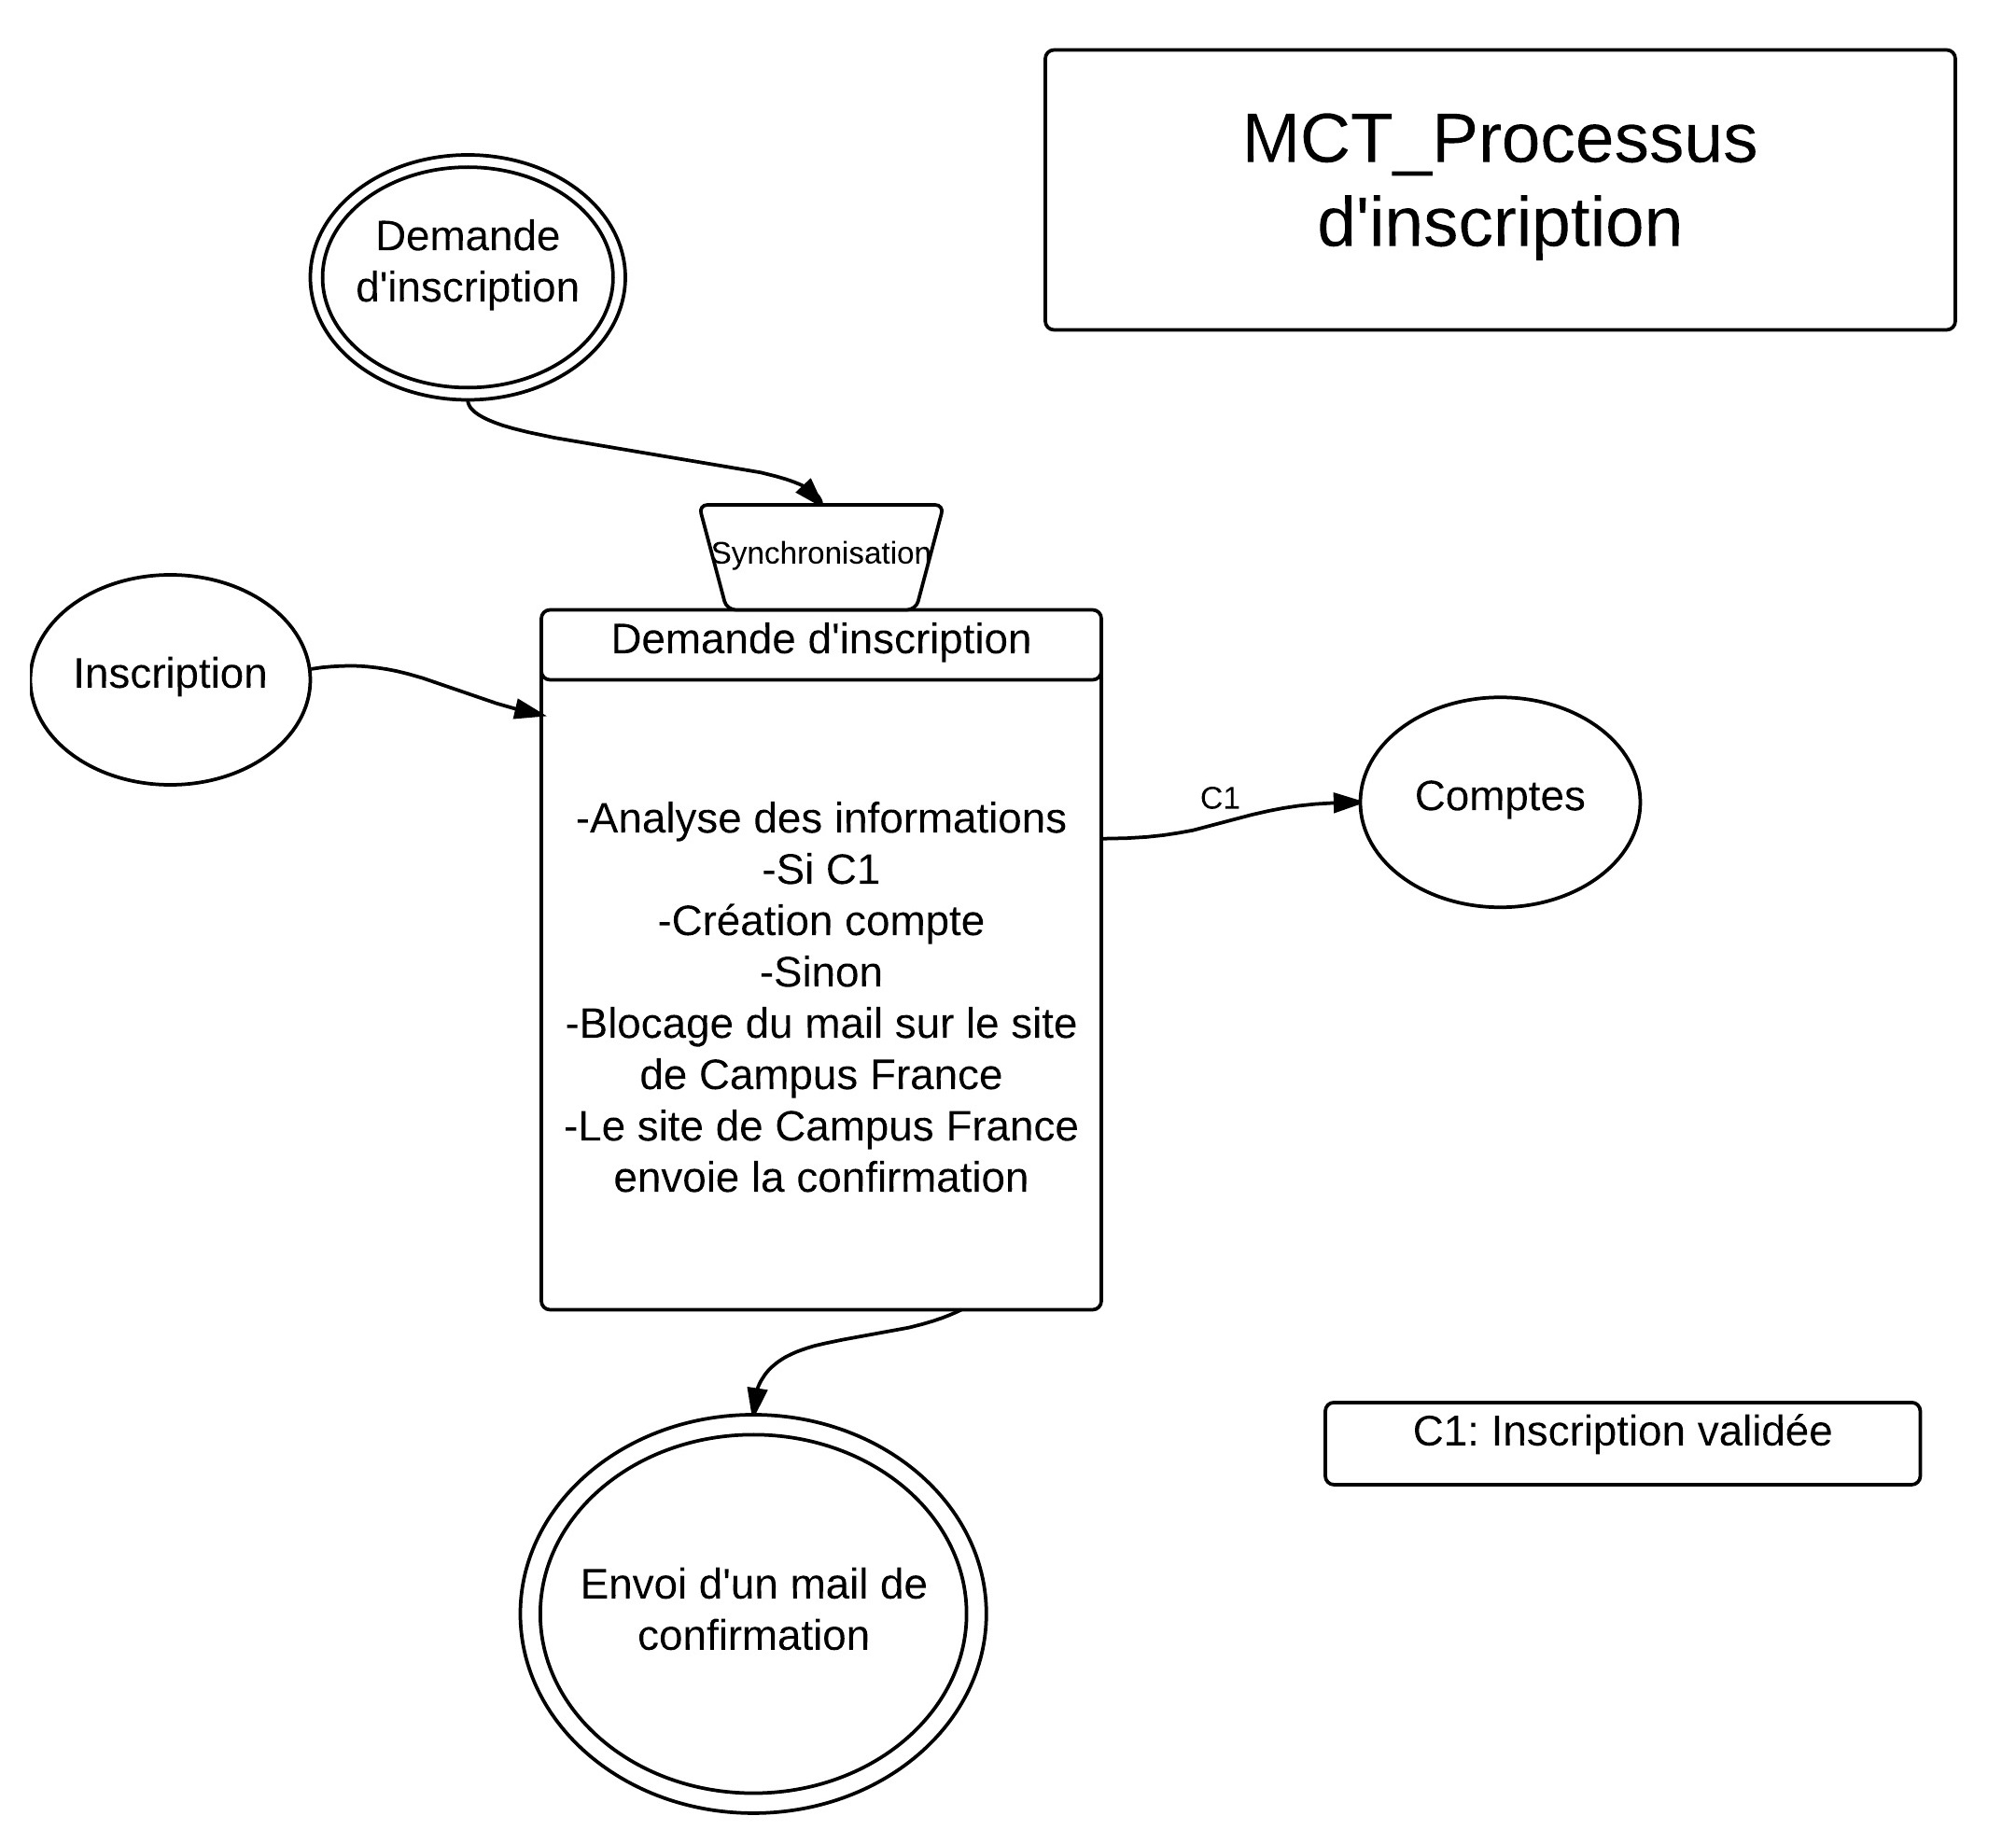 MCT_Processus
d'inscription
Demande
d'inscription
Synchronisation
Demande d'inscription
Inscription
-Analyse des informations
-Si C1
-Création compte
-Sinon
-Blocage du mail sur le site
de Campus France
-Le site de Campus France
envoie la confirmation
C1
Comptes
C1: Inscription validée
Envoi d'un mail de
confirmation